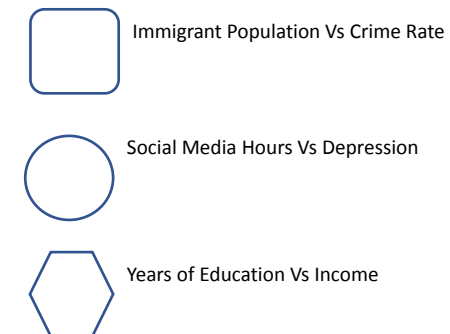 Immigrant Population Vs Crime Rate
Social Media Hours Vs Depression
Years of Education Vs Income